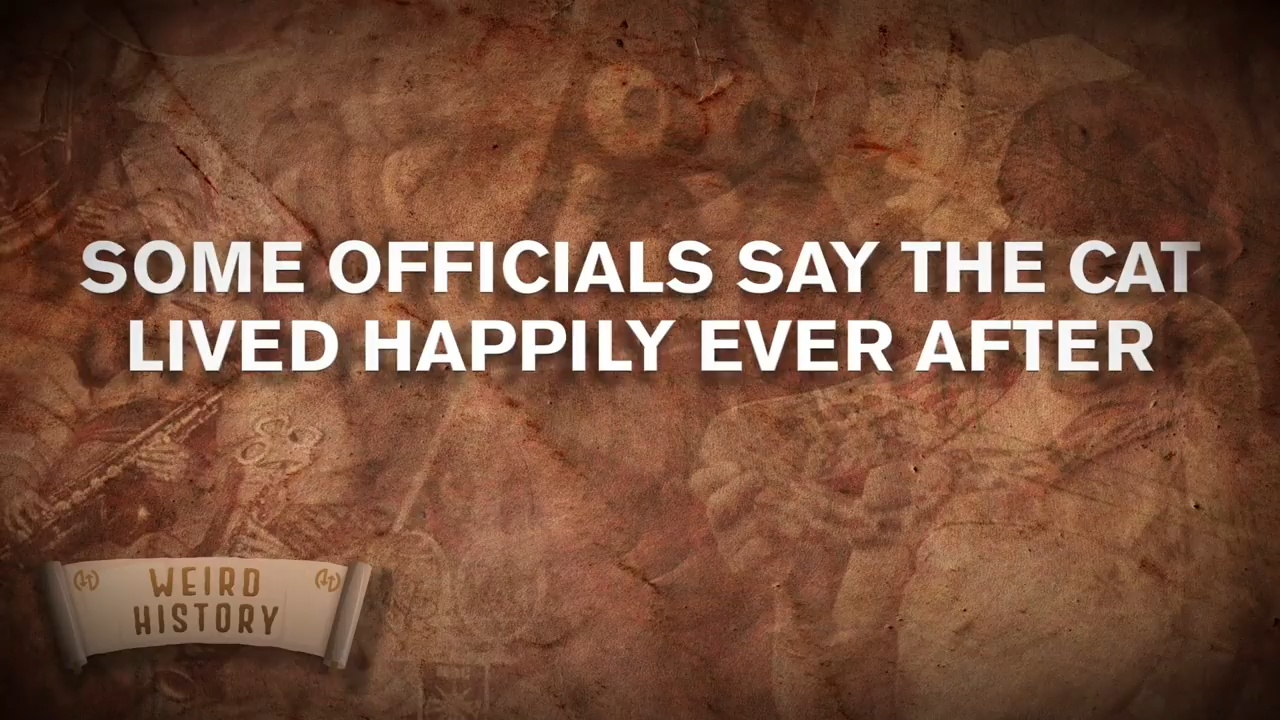 SOME OFFICIALS SAY THE CAT
LIVED HAPPILY EVER AFTER
WEIRD
HISTORY